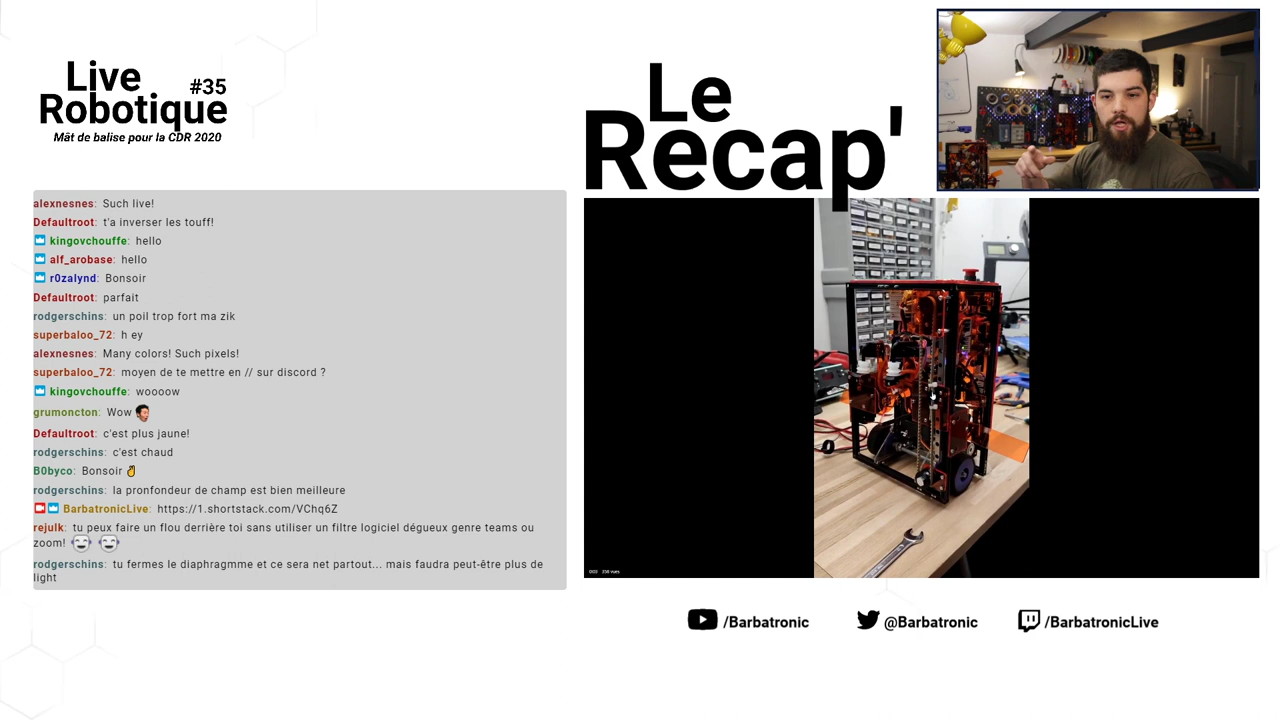 Live
#35
Robotique
Mât de balise pour la CDR 2020
Le
Recap'
alexnesnes: Such live!
Defaultroot: t'a inverser les touff!
kingovchouffe: hello
alf_arobase: hello
r0zalynd: Bonsoir
Defaultroot: parfait
rodgerschins: un poil trop fort ma zik
superbaloo_72: h ey
alexnesnes: Many colors! Such pixels!
superbaloo_72: moyen de te mettre en // sur discord ?
kingovchouffe: woooow
grumoncton: Wow
Defaultroot: c'est plus jaune!
rodgerschins: c'est chaud
B0byco: Bonsoir
rodgerschins: la pronfondeur de champ est bien meilleure
BarbatronicLive: https://1.shortstack.com/VChq6Z
rejulk: tu peux faire un flou derrière toi sans utiliser un filtre logiciel dégueux genre teams ou
zoom!
rodgerschins: tu fermes le diaphragmme et ce sera net partout... mais faudra peut-être plus de
light
/Barbatronic
@Barbatronic
/BarbatronicLive